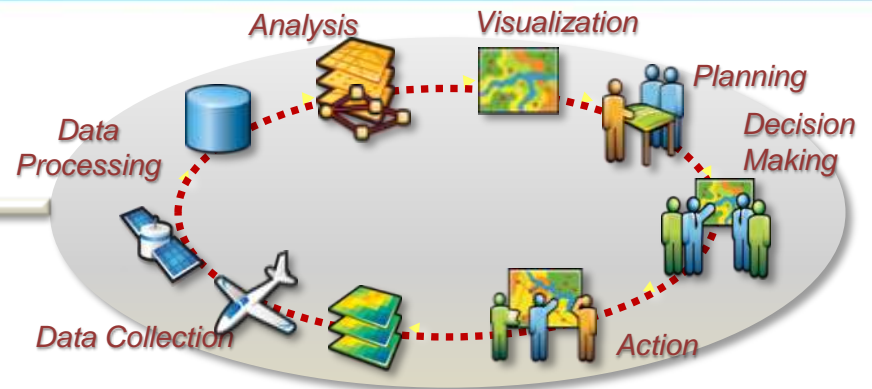 Analysis
Visualization
Planning
Decision
Making
Data
Processing
Data Collection
Action